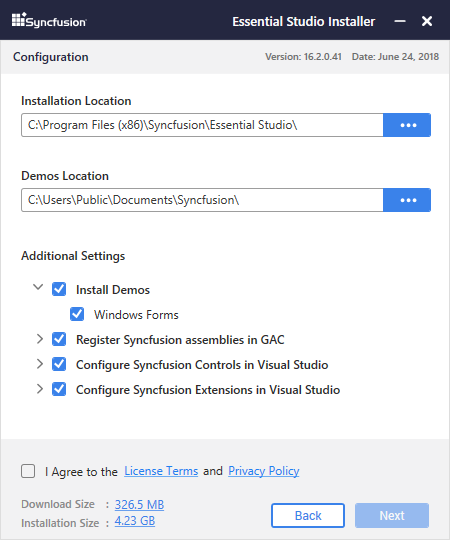 Syncfusion Essential Studio Installer
Configuration Version: 16.2.0.41 Date: June 24, 2018
Installation Location
C:\Program Files (x86)\Syncfusion\Essential Studio\
Demos Location
C:\Users\Public\Documents\Syncfusion\
Additional Settings
Install Demos
Windows Forms
Register Syncfusion assemblies in GAC
Configure Syncfusion Controls in Visual Studio
Configure Syncfusion Extensions in Visual Studio
I Agree to the License Terms and Privacy Policy
Download Size : 326.5 MB
Installation Size : 4.23 GB
Back Next